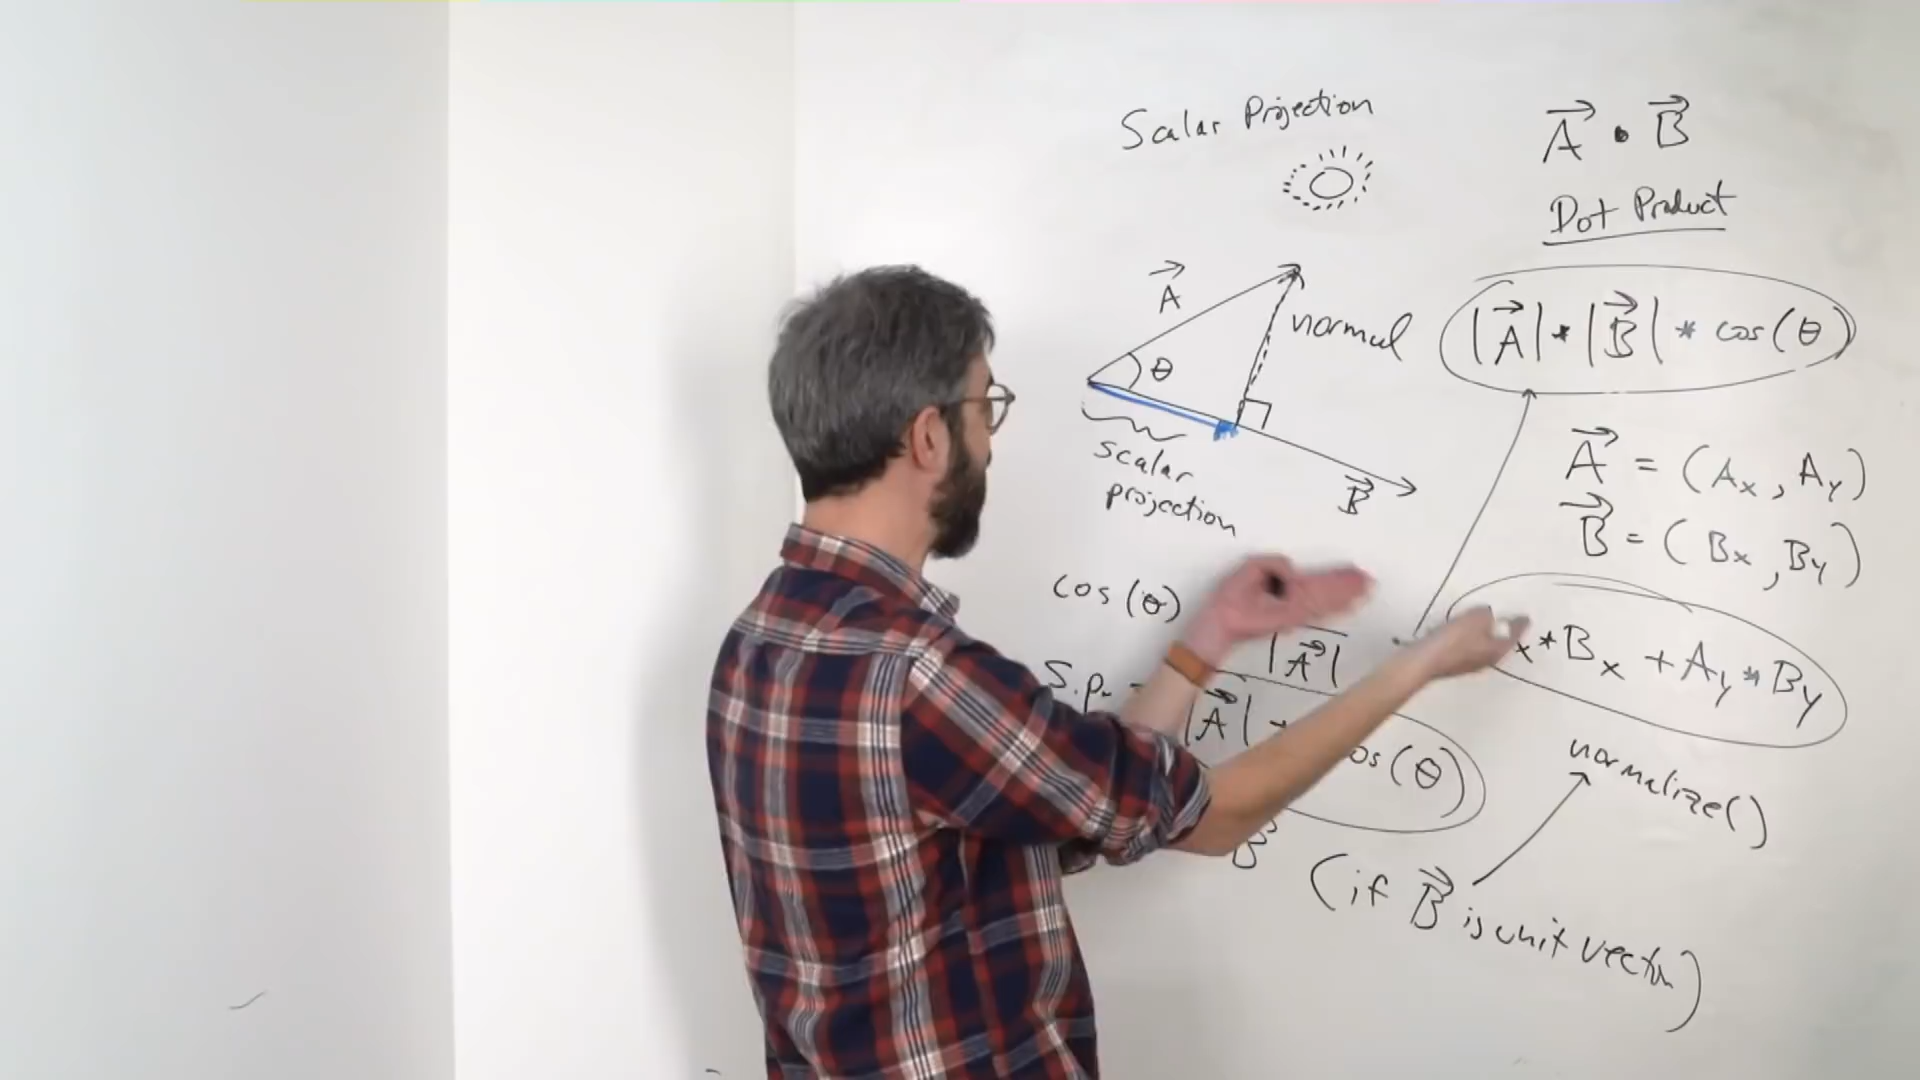 Scalar Projection
A • B
Dot Product
A
θ
normal
|A| * |B| * cos(θ)
scalar
projection
B
A = (Ax, Ay)
B = (Bx, By)
cos(θ)
|A|
x * Bx + Ay * By
S.p.
|A|
os(θ)
B
normalize()
(if B is unit vector)